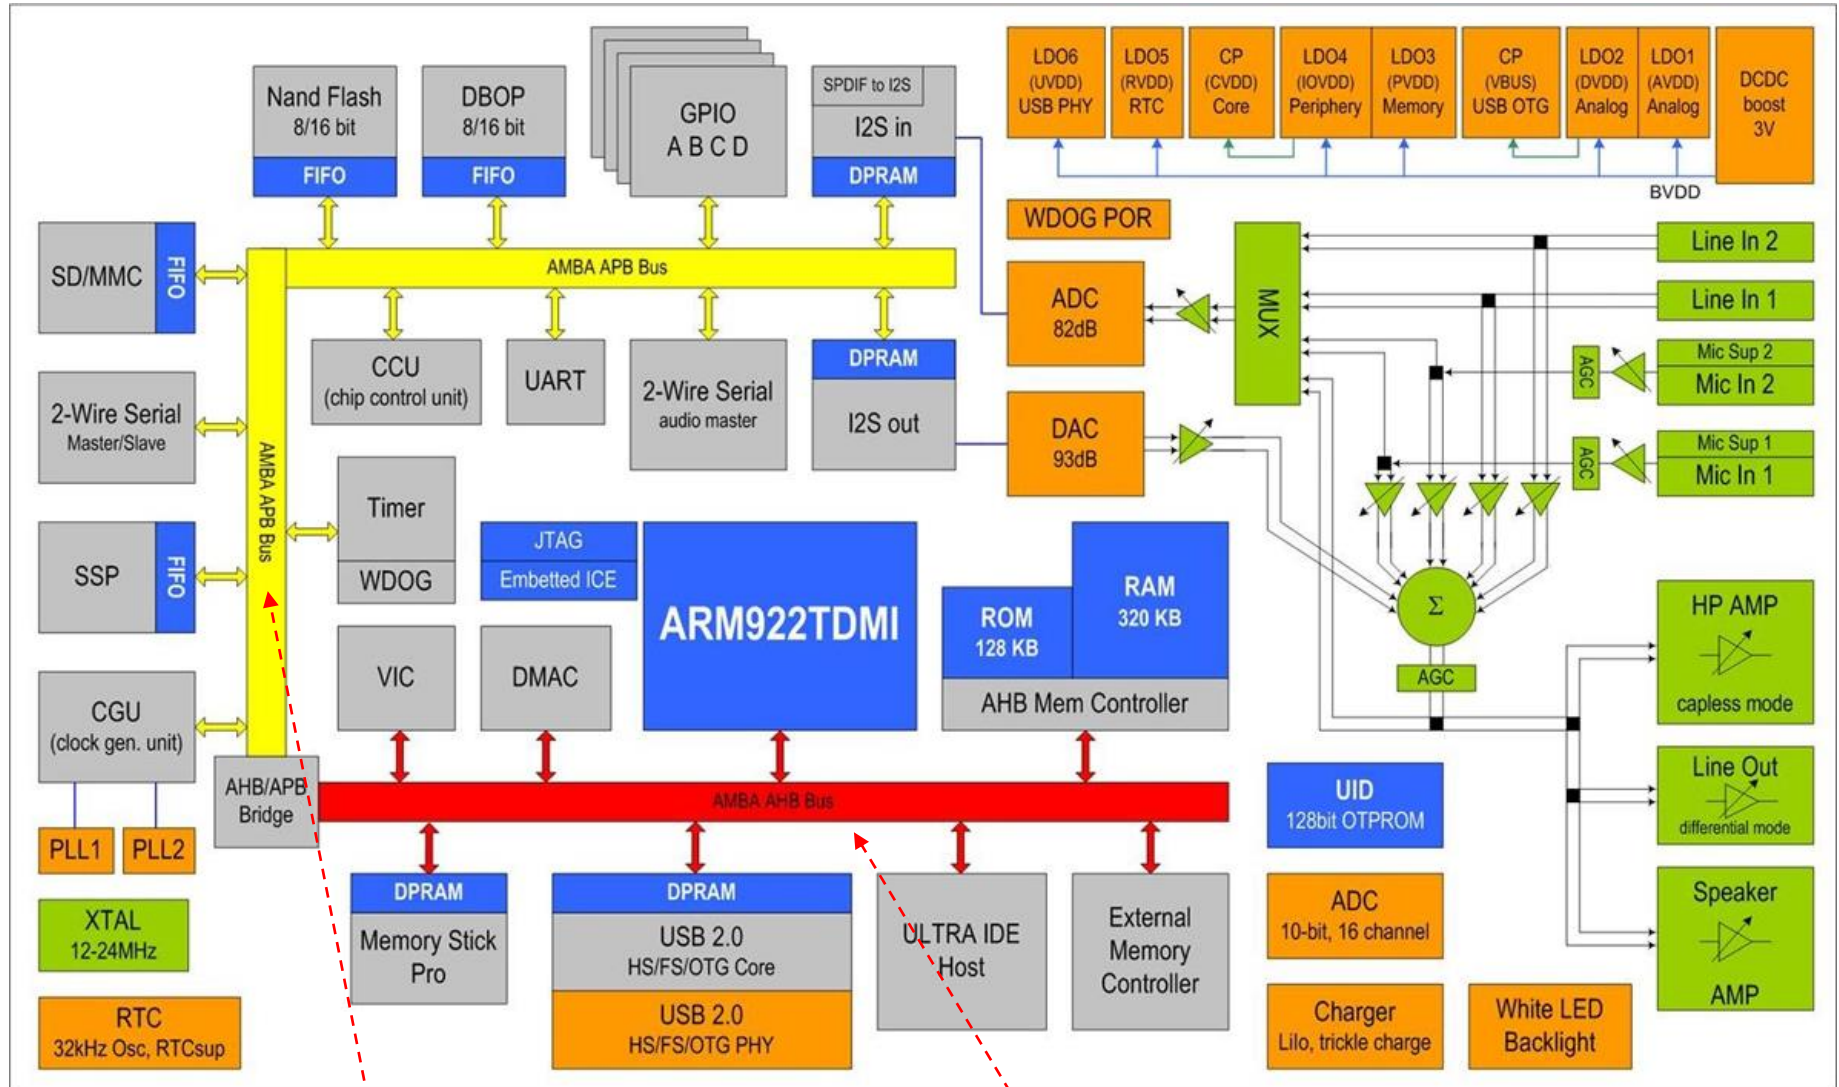 Nand Flash
8/16 bit
FIFO
DBOP
8/16 bit
FIFO
GPIO
A B C D
SPDIF to I2S
I2S in
DPRAM
LDO6
(UVDD)
USB PHY
LDO5
(RVDD)
RTC
CP
(CVDD)
Core
LDO4
(IOVDD)
Periphery
LDO3
(PVDD)
Memory
CP
(VBUS)
USB OTG
LDO2
(DVDD)
Analog
LDO1
(AVDD)
Analog
DCDC
boost
3V
BVDD
WDOG POR
SD/MMC
FIFO
AMBA APB Bus
ADC
82dB
MUX
Line In 2
Line In 1
Mic Sup 2
Mic In 2
AGC
Mic Sup 1
Mic In 1
AGC
2-Wire Serial
Master/Slave
CCU
(chip control unit)
UART
2-Wire Serial
audio master
DPRAM
I2S out
DAC
93dB
AMBA APB Bus
SSP
FIFO
Timer
WDOG
JTAG
Embetted ICE
ARM922TDMI
ROM
128 KB
RAM
320 KB
AHB Mem Controller
Σ
AGC
HP AMP
capless mode
CGU
(clock gen. unit)
VIC
DMAC
AHB/APB
Bridge
AMBA AHB Bus
PLL1
PLL2
UID
128bit OTPROM
Line Out
differential mode
XTAL
12-24MHz
DPRAM
Memory Stick
Pro
DPRAM
USB 2.0
HS/FS/OTG Core
USB 2.0
HS/FS/OTG PHY
ULTRA IDE
Host
External
Memory
Controller
ADC
10-bit, 16 channel
Speaker
AMP
RTC
32kHz Osc, RTCsup
Charger
Lilo, trickle charge
White LED
Backlight